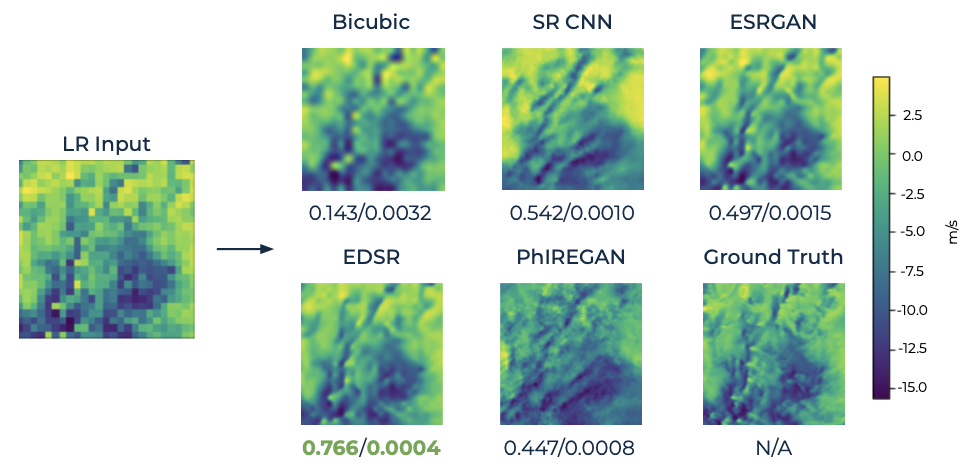 Bicubic
SR CNN
ESRGAN
LR Input
0.143/0.0032
0.542/0.0010
0.497/0.0015
EDSR
PhIREGAN
Ground Truth
0.766/0.0004
0.447/0.0008
N/A
2.5
0.0
-2.5
-5.0
-7.5
-10.0
-12.5
-15.0
m/s